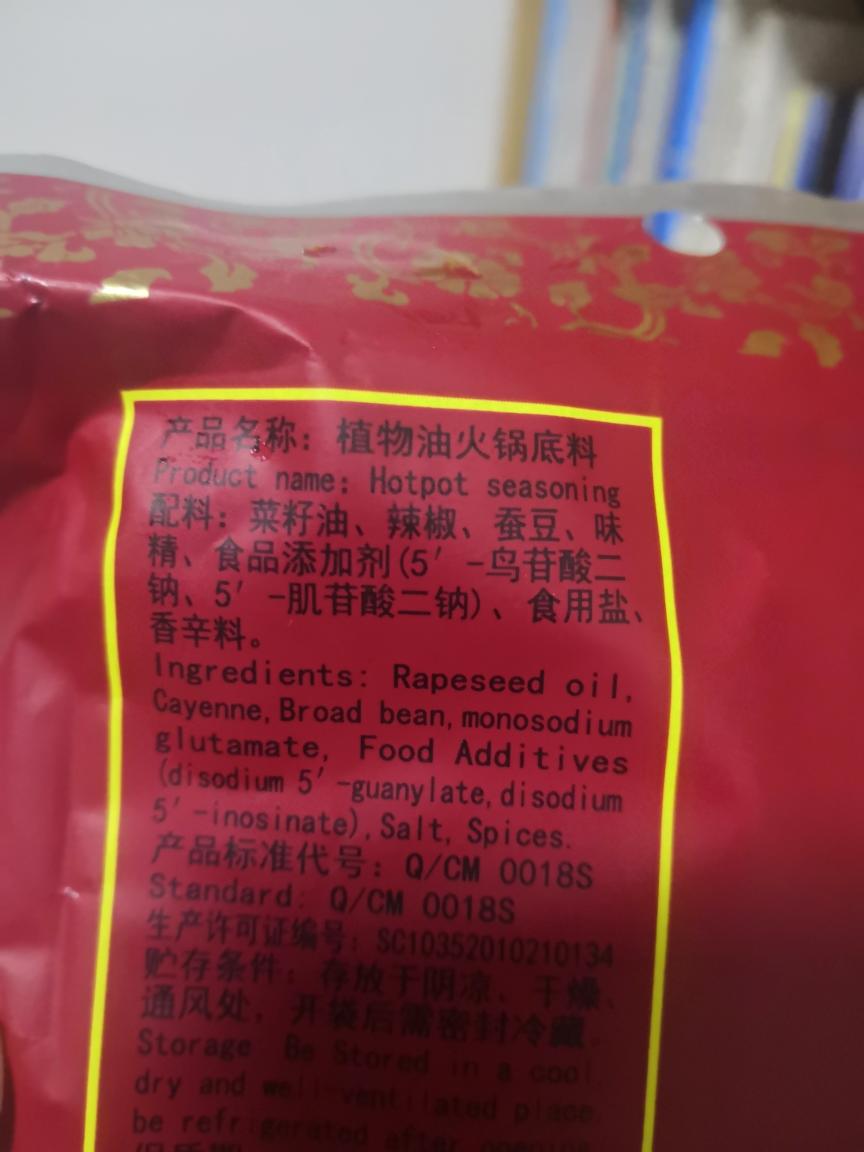 产品名称：植物油火锅底料
Product name: Hotpot seasoning
配料：菜籽油、辣椒、蚕豆、味
精、食品添加剂(5′-鸟苷酸二
钠、5′-肌苷酸二钠)、食用盐、
香辛料。
Ingredients: Rapeseed oil,
Cayenne, Broad bean, monosodium
glutamate, Food Additives
(disodium 5′-guanylate, disodium
5′-inosinate), Salt, Spices.
产品标准代号：Q/CM 0018S
Standard: Q/CM 0018S
生产许可证编号：SC10352010210134
贮存条件：存放于阴凉、干燥、
通风处，开袋后需密封冷藏。
Storage: Be Stored in a cool,
dry and well-ventilated place,
be refrigerated after opening.
保质期